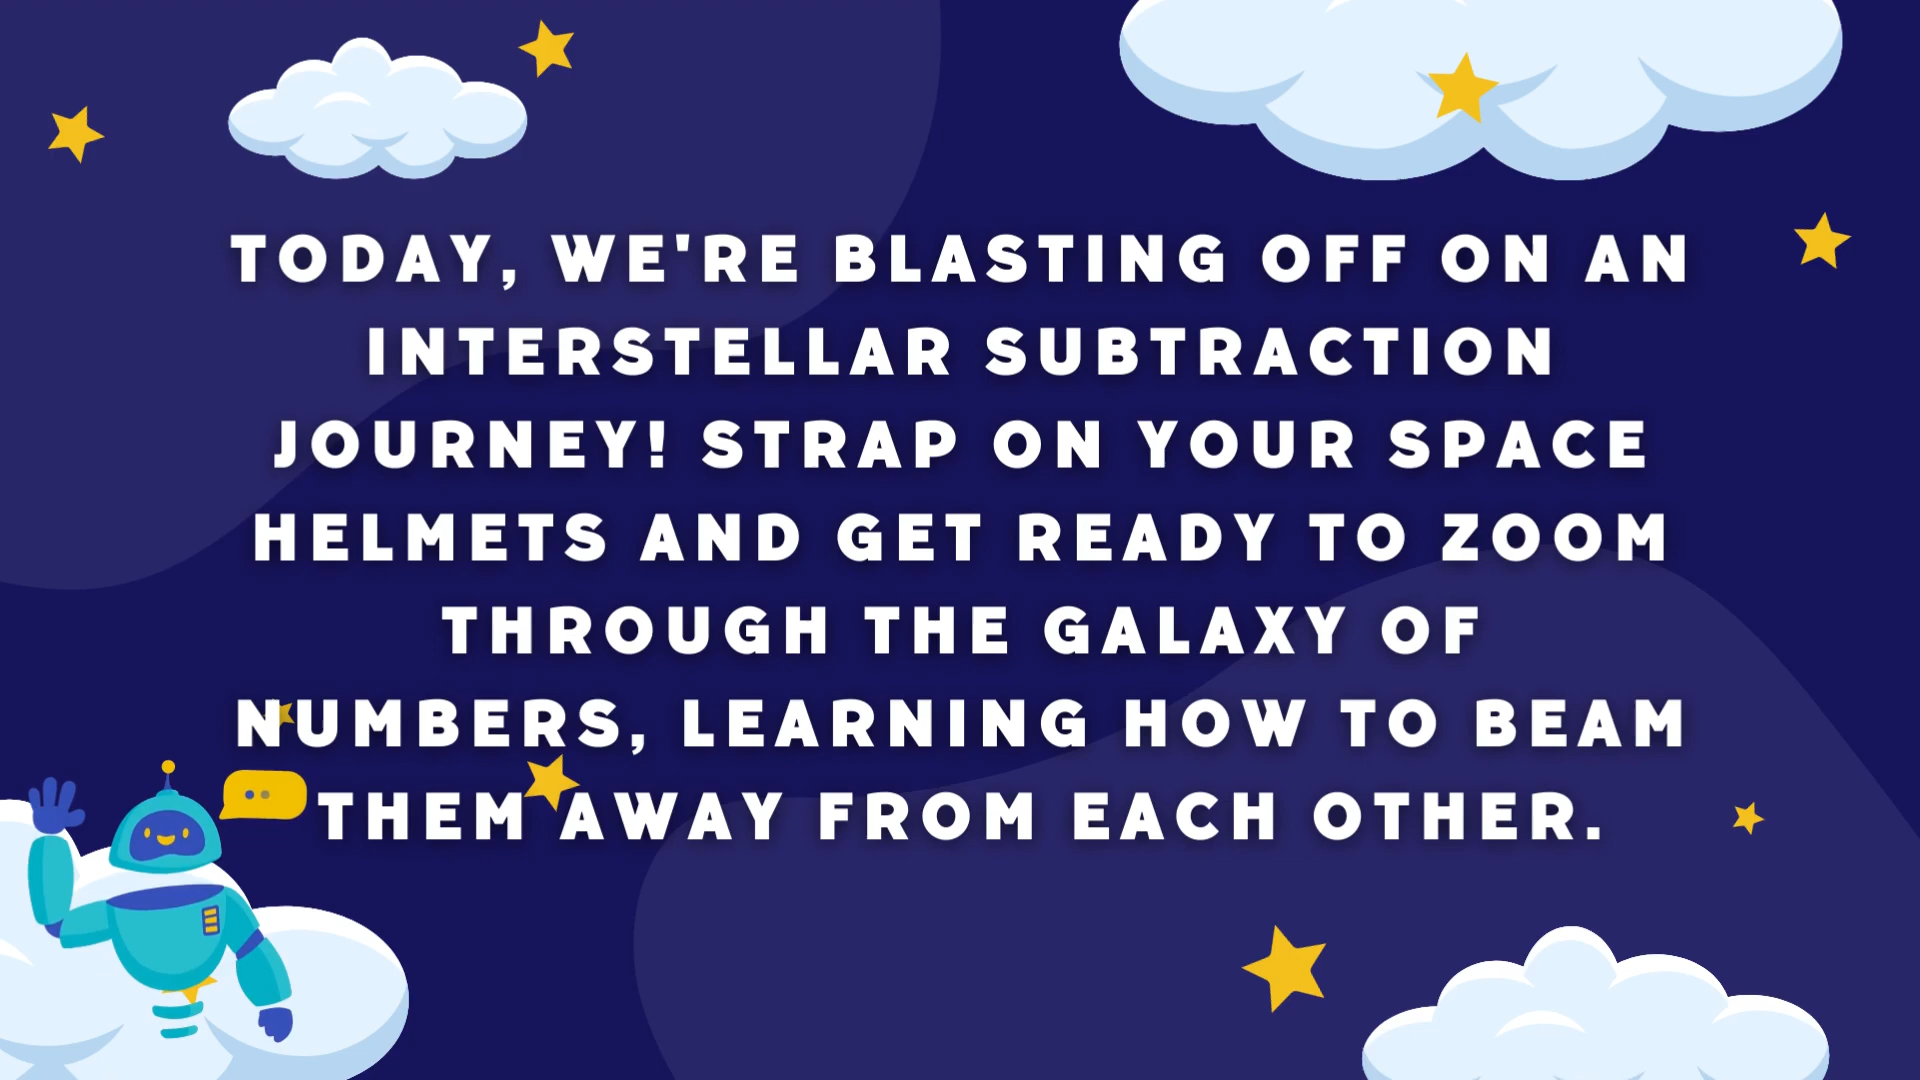 TODAY, WE'RE BLASTING OFF ON AN
INTERSTELLAR SUBTRACTION
JOURNEY! STRAP ON YOUR SPACE
HELMETS AND GET READY TO ZOOM
THROUGH THE GALAXY OF
NUMBERS, LEARNING HOW TO BEAM
THEM AWAY FROM EACH OTHER.